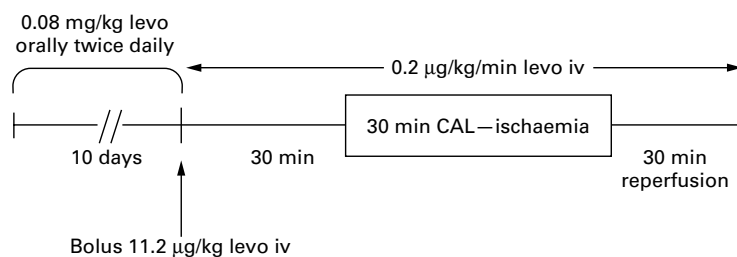 0.08 mg/kg levo
orally twice daily
0.2 μg/kg/min levo iv
30 min CAL—ischaemia
10 days
30 min
30 min
reperfusion
Bolus 11.2 μg/kg levo iv